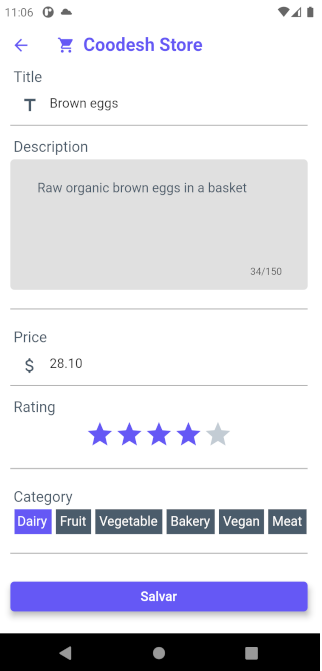 11:06
Coodesh Store
Title
Brown eggs
Description
Raw organic brown eggs in a basket
34/150
Price
$ 28.10
Rating
Category
Dairy Fruit Vegetable Bakery Vegan Meat
Salvar